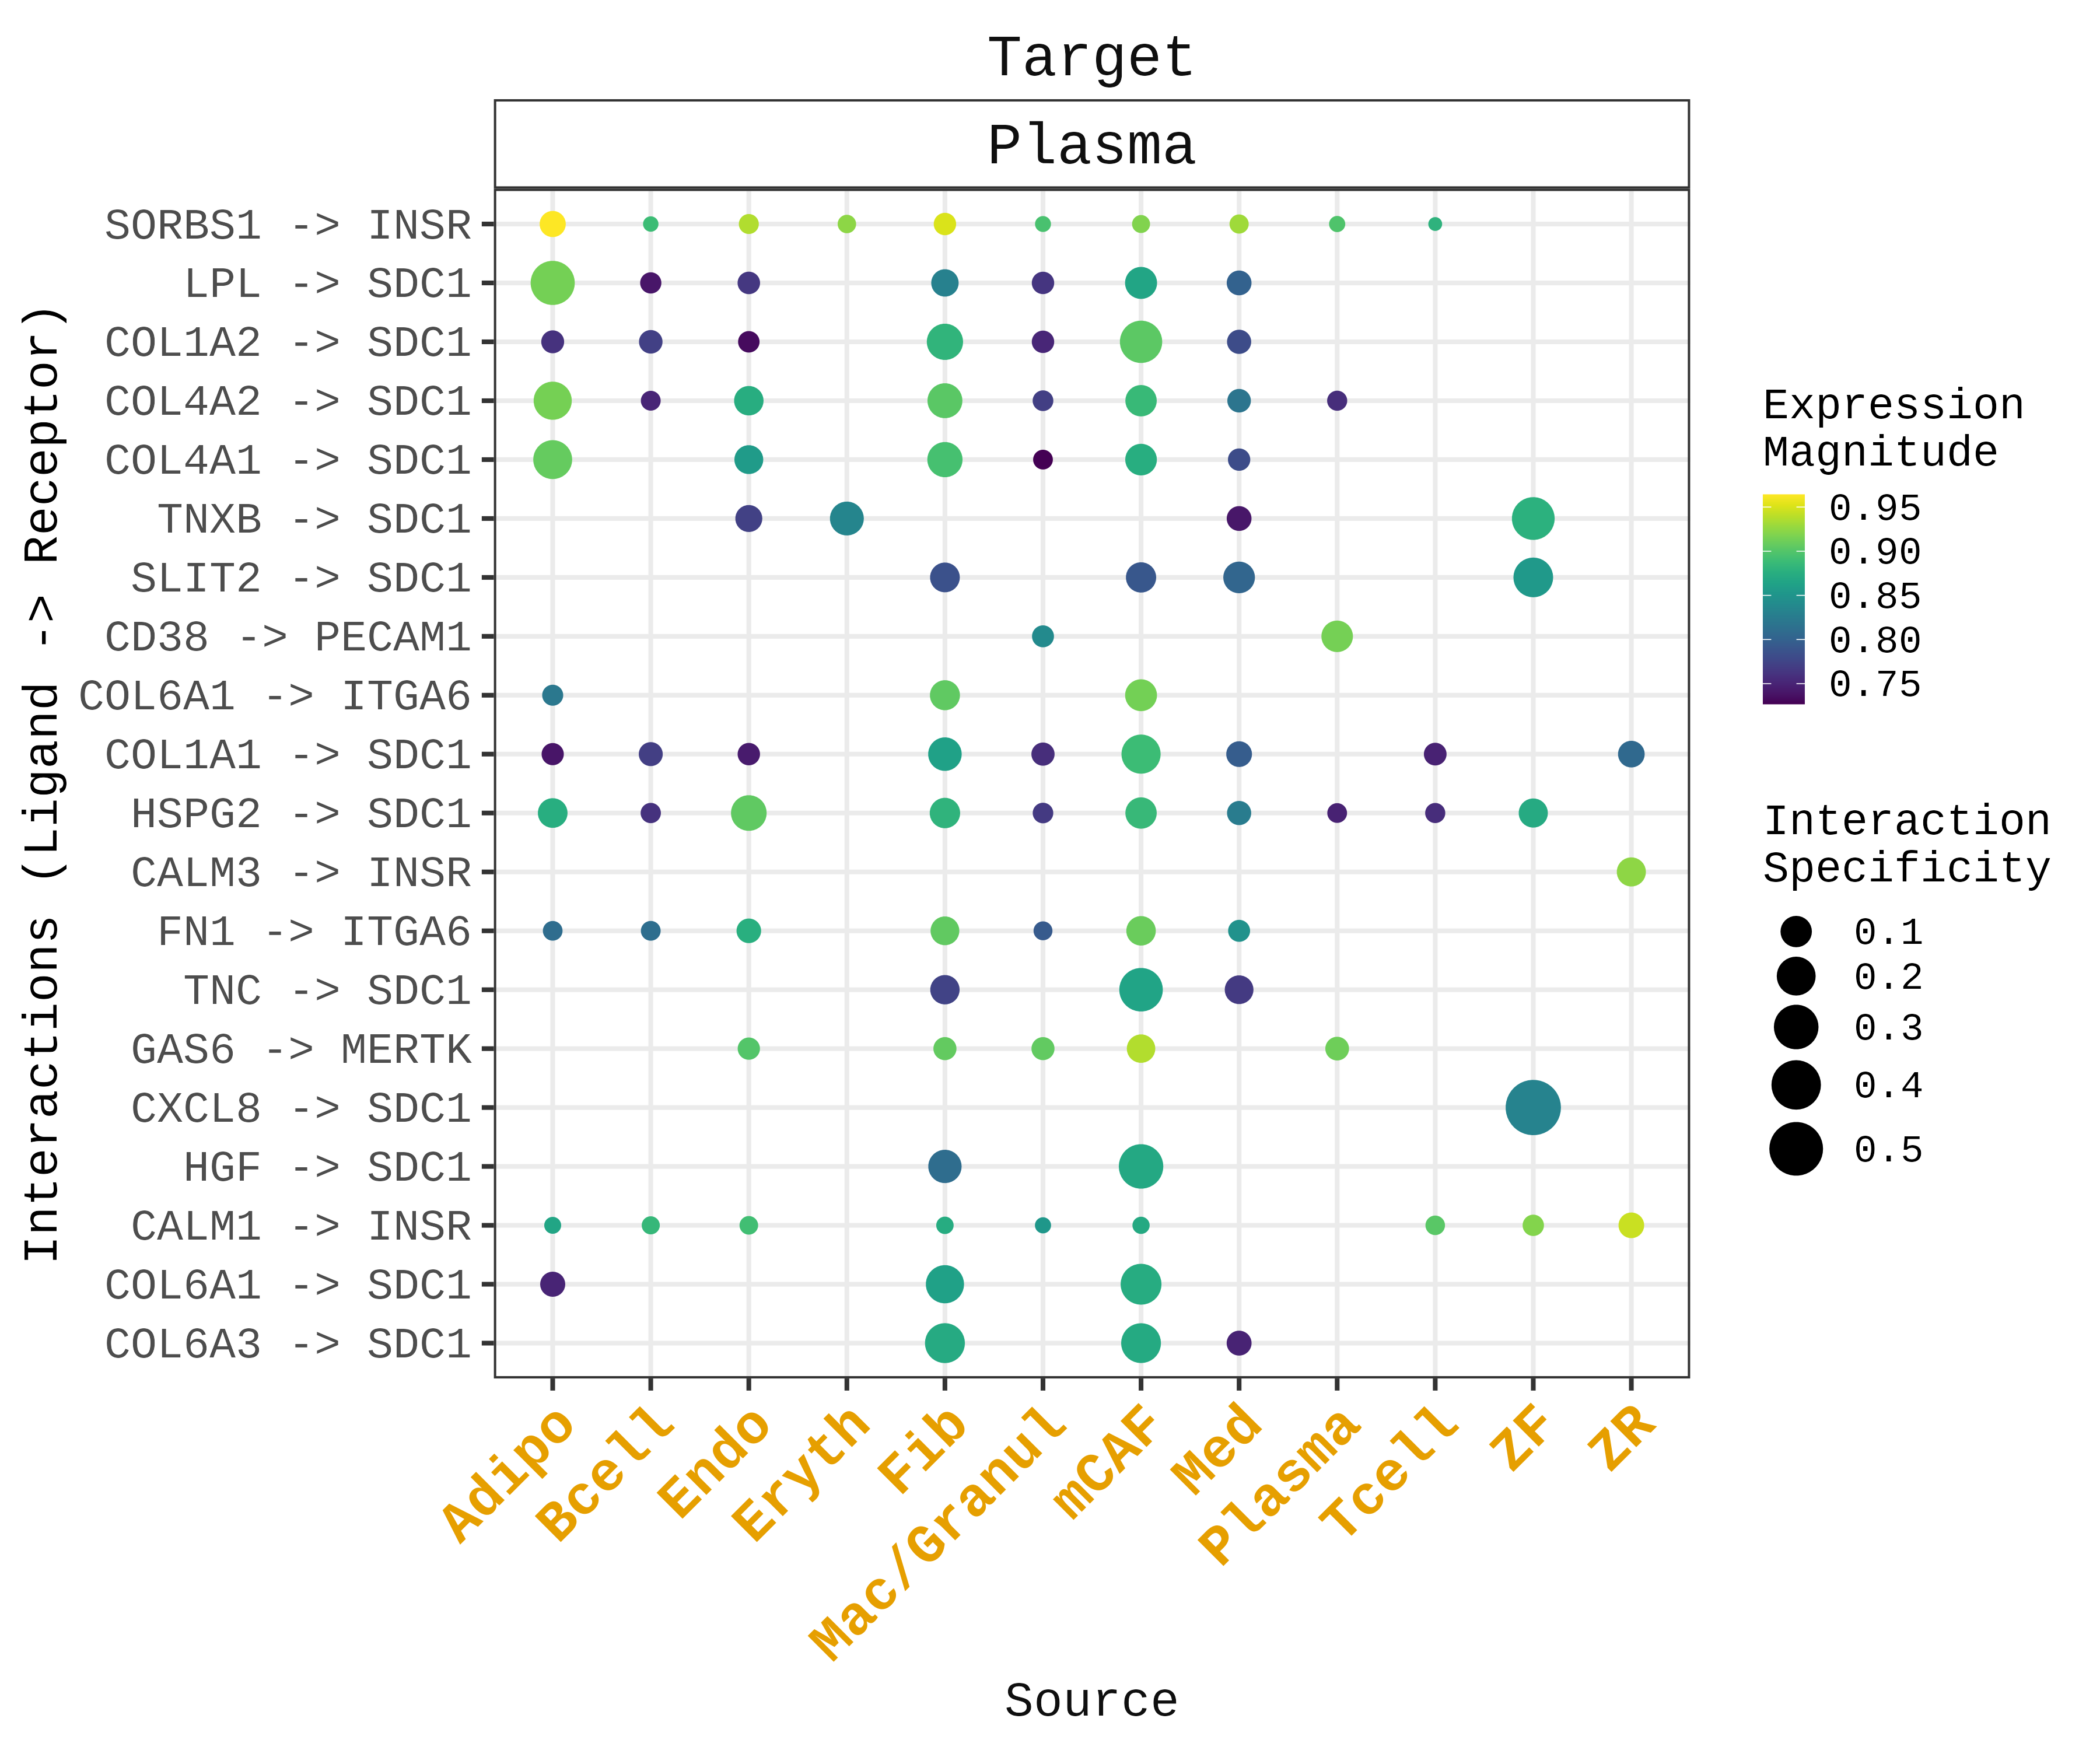 Target
Plasma
Interactions (Ligand -> Receptor)
SORBS1 -> INSR
LPL -> SDC1
COL1A2 -> SDC1
COL4A2 -> SDC1
COL4A1 -> SDC1
TNXB -> SDC1
SLIT2 -> SDC1
CD38 -> PECAM1
COL6A1 -> ITGA6
COL1A1 -> SDC1
HSPG2 -> SDC1
CALM3 -> INSR
FN1 -> ITGA6
TNC -> SDC1
GAS6 -> MERTK
CXCL8 -> SDC1
HGF -> SDC1
CALM1 -> INSR
COL6A1 -> SDC1
COL6A3 -> SDC1
Adipo
Bcell
Endo
Eryth
Fib
Mac/Granul
mCAF
Med
Plasma
Tcell
ZF
ZR
Source
Expression
Magnitude
0.95
0.90
0.85
0.80
0.75
Interaction
Specificity
0.1
0.2
0.3
0.4
0.5